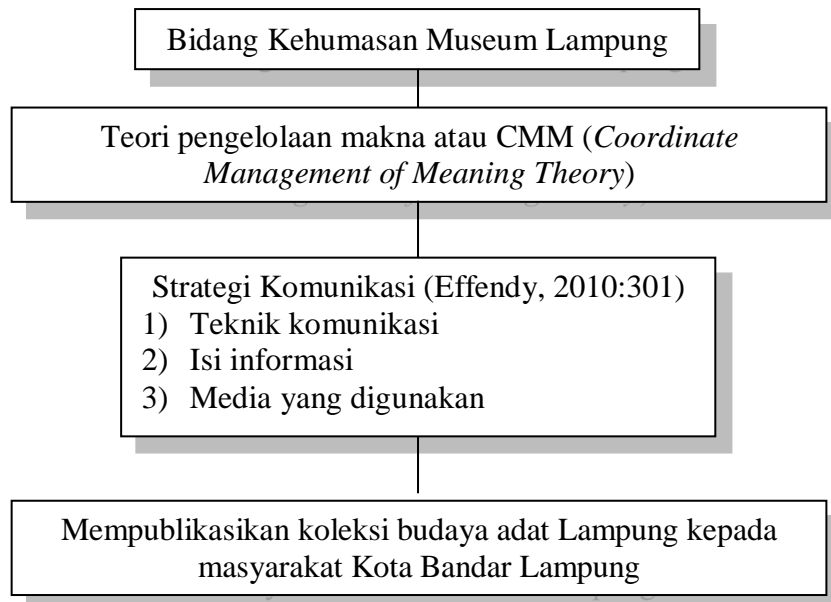 Bidang Kehumasan Museum Lampung
Teori pengelolaan makna atau CMM (Coordinate
Management of Meaning Theory)
Strategi Komunikasi (Effendy, 2010:301)
1) Teknik komunikasi
2) Isi informasi
3) Media yang digunakan
Mempublikasikan koleksi budaya adat Lampung kepada
masyarakat Kota Bandar Lampung